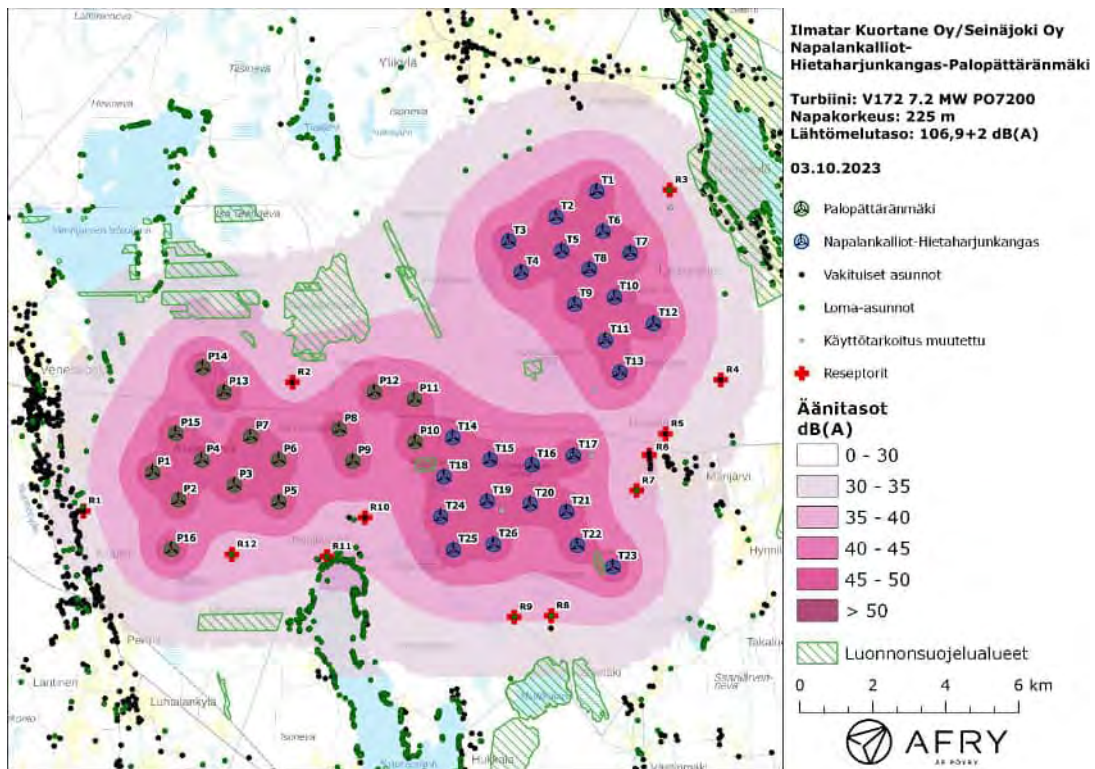 Ilmatar Kuortane Oy/Seinäjoki Oy
Napalankalliot-
Hietaharjunkangas-Palopättäränmäki
Turbiini: V172 7.2 MW PO7200
Napakorkeus: 225 m
Lähtömelutaso: 106,9+2 dB(A)
03.10.2023
Palopättäränmäki
Napalankalliot-Hietaharjunkangas
Vakituiset asunnot
Loma-asunnot
Käyttötarkoitus muutettu
Reseptorit
Äänitasot
dB(A)
0 - 30
30 - 35
35 - 40
40 - 45
45 - 50
> 50
Luonnonsuojelualueet
0 2 4 6 km
AFRY
ÅF PÖYRY
Ylikylä
T1
R3
T2
T6
T3
T5
T7
T4
T8
T10
T9
T12
T11
T13
P14
R2
P13
P12
P11
R4
P15
P7
P8
P10
T14
R5
P4
P6
P9
T15
T16
T17
R6
P1
P3
T18
R7
P2
P5
T19
T20
T21
R1
T24
R10
P16
R12
R11
T25
T26
T22
T23
R9
R8
Luhtalankylä
Hukkala